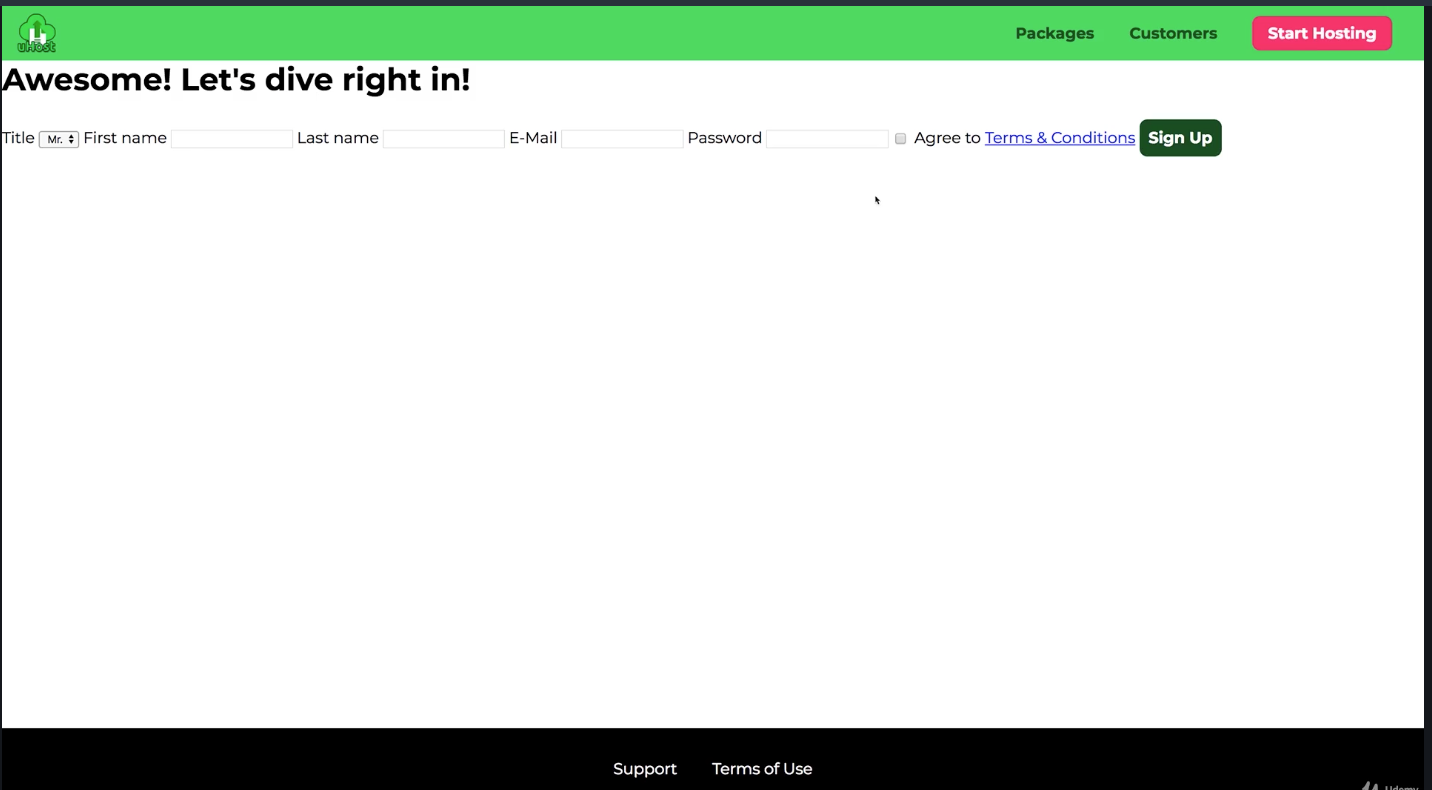 uHost
Packages Customers Start Hosting
Awesome! Let's dive right in!
Title Mr. First name Last name E-Mail Password Agree to Terms & Conditions Sign Up
Support Terms of Use
Udemy